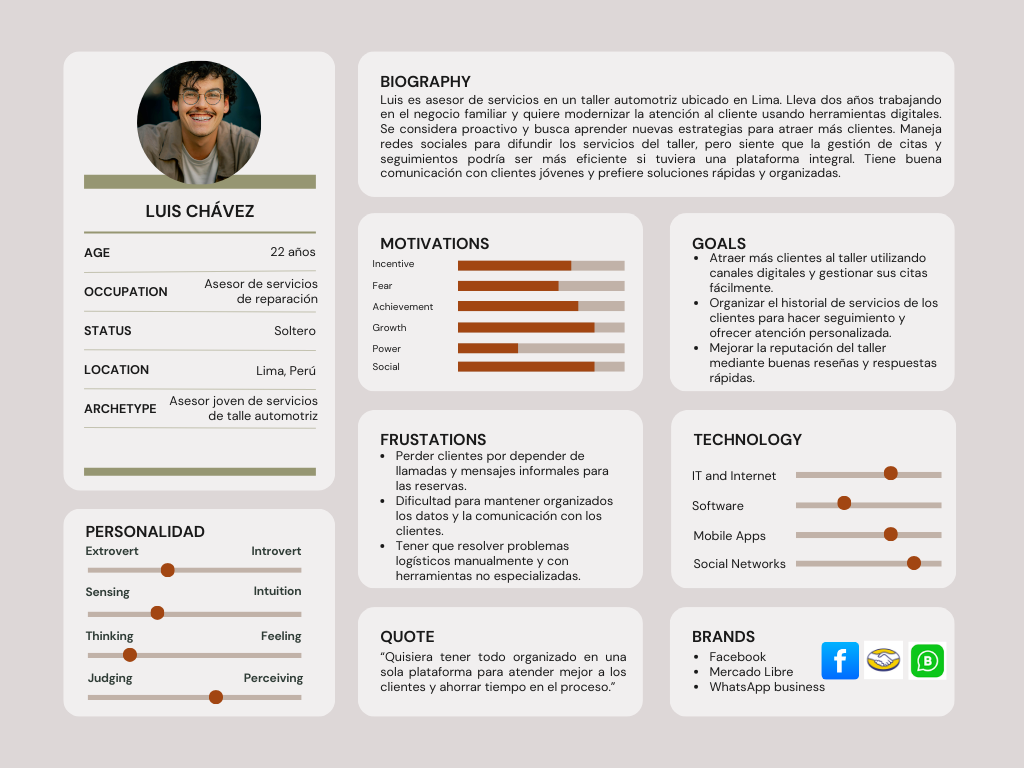 LUIS CHÁVEZ
AGE
22 años
OCCUPATION
Asesor de servicios
de reparación
STATUS
Soltero
LOCATION
Lima, Perú
ARCHETYPE
Asesor joven de servicios
de talle automotriz
PERSONALIDAD
Extrovert Introvert
Sensing Intuition
Thinking Feeling
Judging Perceiving
BIOGRAPHY
Luis es asesor de servicios en un taller automotriz ubicado en Lima. Lleva dos años trabajando
en el negocio familiar y quiere modernizar la atención al cliente usando herramientas digitales.
Se considera proactivo y busca aprender nuevas estrategias para atraer más clientes. Maneja
redes sociales para difundir los servicios del taller, pero siente que la gestión de citas y
seguimientos podría ser más eficiente si tuviera una plataforma integral. Tiene buena
comunicación con clientes jóvenes y prefiere soluciones rápidas y organizadas.
MOTIVATIONS
Incentive
Fear
Achievement
Growth
Power
Social
GOALS
• Atraer más clientes al taller utilizando
canales digitales y gestionar sus citas
fácilmente.
• Organizar el historial de servicios de los
clientes para hacer seguimiento y
ofrecer atención personalizada.
• Mejorar la reputación del taller
mediante buenas reseñas y respuestas
rápidas.
FRUSTATIONS
• Perder clientes por depender de
llamadas y mensajes informales para
las reservas.
• Dificultad para mantener organizados
los datos y la comunicación con los
clientes.
• Tener que resolver problemas
logísticos manualmente y con
herramientas no especializadas.
TECHNOLOGY
IT and Internet
Software
Mobile Apps
Social Networks
QUOTE
“Quisiera tener todo organizado en una
sola plataforma para atender mejor a los
clientes y ahorrar tiempo en el proceso.”
BRANDS
• Facebook
• Mercado Libre
• WhatsApp business
f
B